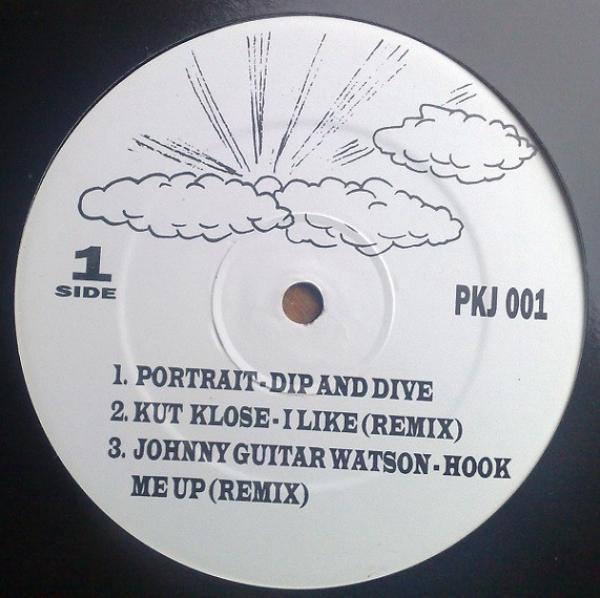 1
SIDE
PKJ 001
1. PORTRAIT-DIP AND DIVE
2. KUT KLOSE-I LIKE (REMIX)
3. JOHNNY GUITAR WATSON-HOOK
ME UP (REMIX)